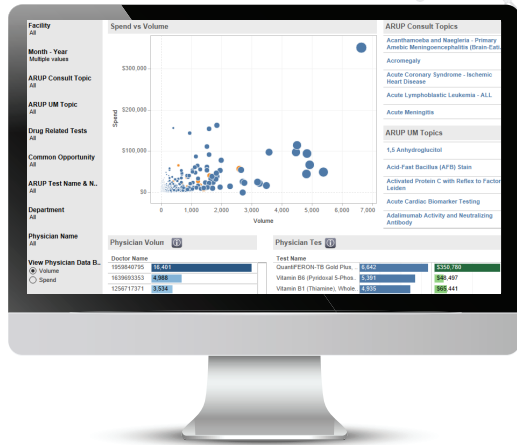 Facility
All
Month - Year
Multiple values
ARUP Consult Topic
All
ARUP UM Topic
All
Drug Related Tests
All
Common Opportunity
All
ARUP Test Name & N..
All
Department
All
Physician Name
All
View Physician Data B..
Volume
Spend
Spend vs Volume
Spend
$300,000
$200,000
$100,000
$0
0 1,000 2,000 3,000 4,000 5,000 6,000 7,000
Volume
Physician Volun
Doctor Name
1959840795 16,401
1639693353 4,988
1256717371 3,534
Physician Tes
Test Name
QuantiFERON-TB Gold Plus, 6,642 $350,780
Vitamin B6 (Pyridoxal 5-Phos.. 5,391 $48,497
Vitamin B1 (Thiamine), Whole.. 4,935 $65,441
ARUP Consult Topics
Acanthamoeba and Naegleria - Primary
Amebic Meningoencephalitis (Brain-Eati..
Acromegaly
Acute Coronary Syndrome - Ischemic
Heart Disease
Acute Lymphoblastic Leukemia - ALL
Acute Meningitis
ARUP UM Topics
1,5 Anhydroglucitol
Acid-Fast Bacillus (AFB) Stain
Activated Protein C with Reflex to Factor
Leiden
Acute Cardiac Biomarker Testing
Adalimumab Activity and Neutralizing
Antibody